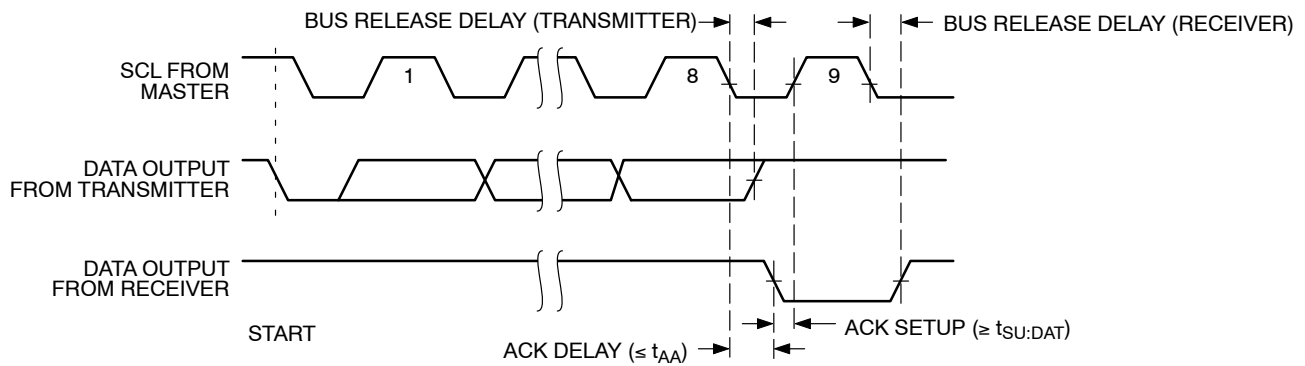 BUS RELEASE DELAY (TRANSMITTER)
BUS RELEASE DELAY (RECEIVER)
SCL FROM
MASTER
1
8
9
DATA OUTPUT
FROM TRANSMITTER
DATA OUTPUT
FROM RECEIVER
START
ACK SETUP (≥ tSU:DAT)
ACK DELAY (≤ tAA)